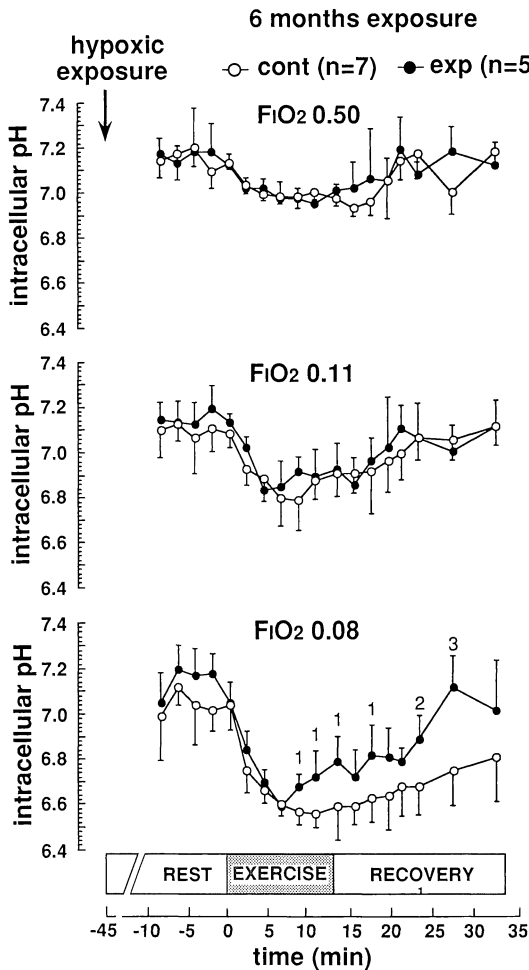 6 months exposure
hypoxic
exposure
cont (n=7) exp (n=5
FIO2 0.50
intracellular pH
7.4
7.2
7.0
6.8
6.6
6.4
FIO2 0.11
intracellular pH
7.4
7.2
7.0
6.8
6.6
6.4
FIO2 0.08
intracellular pH
7.4
7.2
7.0
6.8
6.6
6.4
1 1 1 1 2 3
REST EXERCISE RECOVERY
1
-45 -10 -5 0 5 10 15 20 25 30 35
time (min)